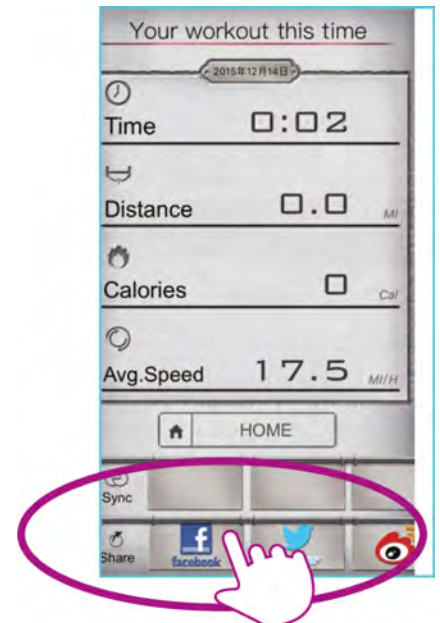 Your workout this time
2015年12月14日
Time 0:02
Distance 0.0 MI
Calories 0 Cal
Avg.Speed 17.5 MI/H
HOME
Sync
Share facebook